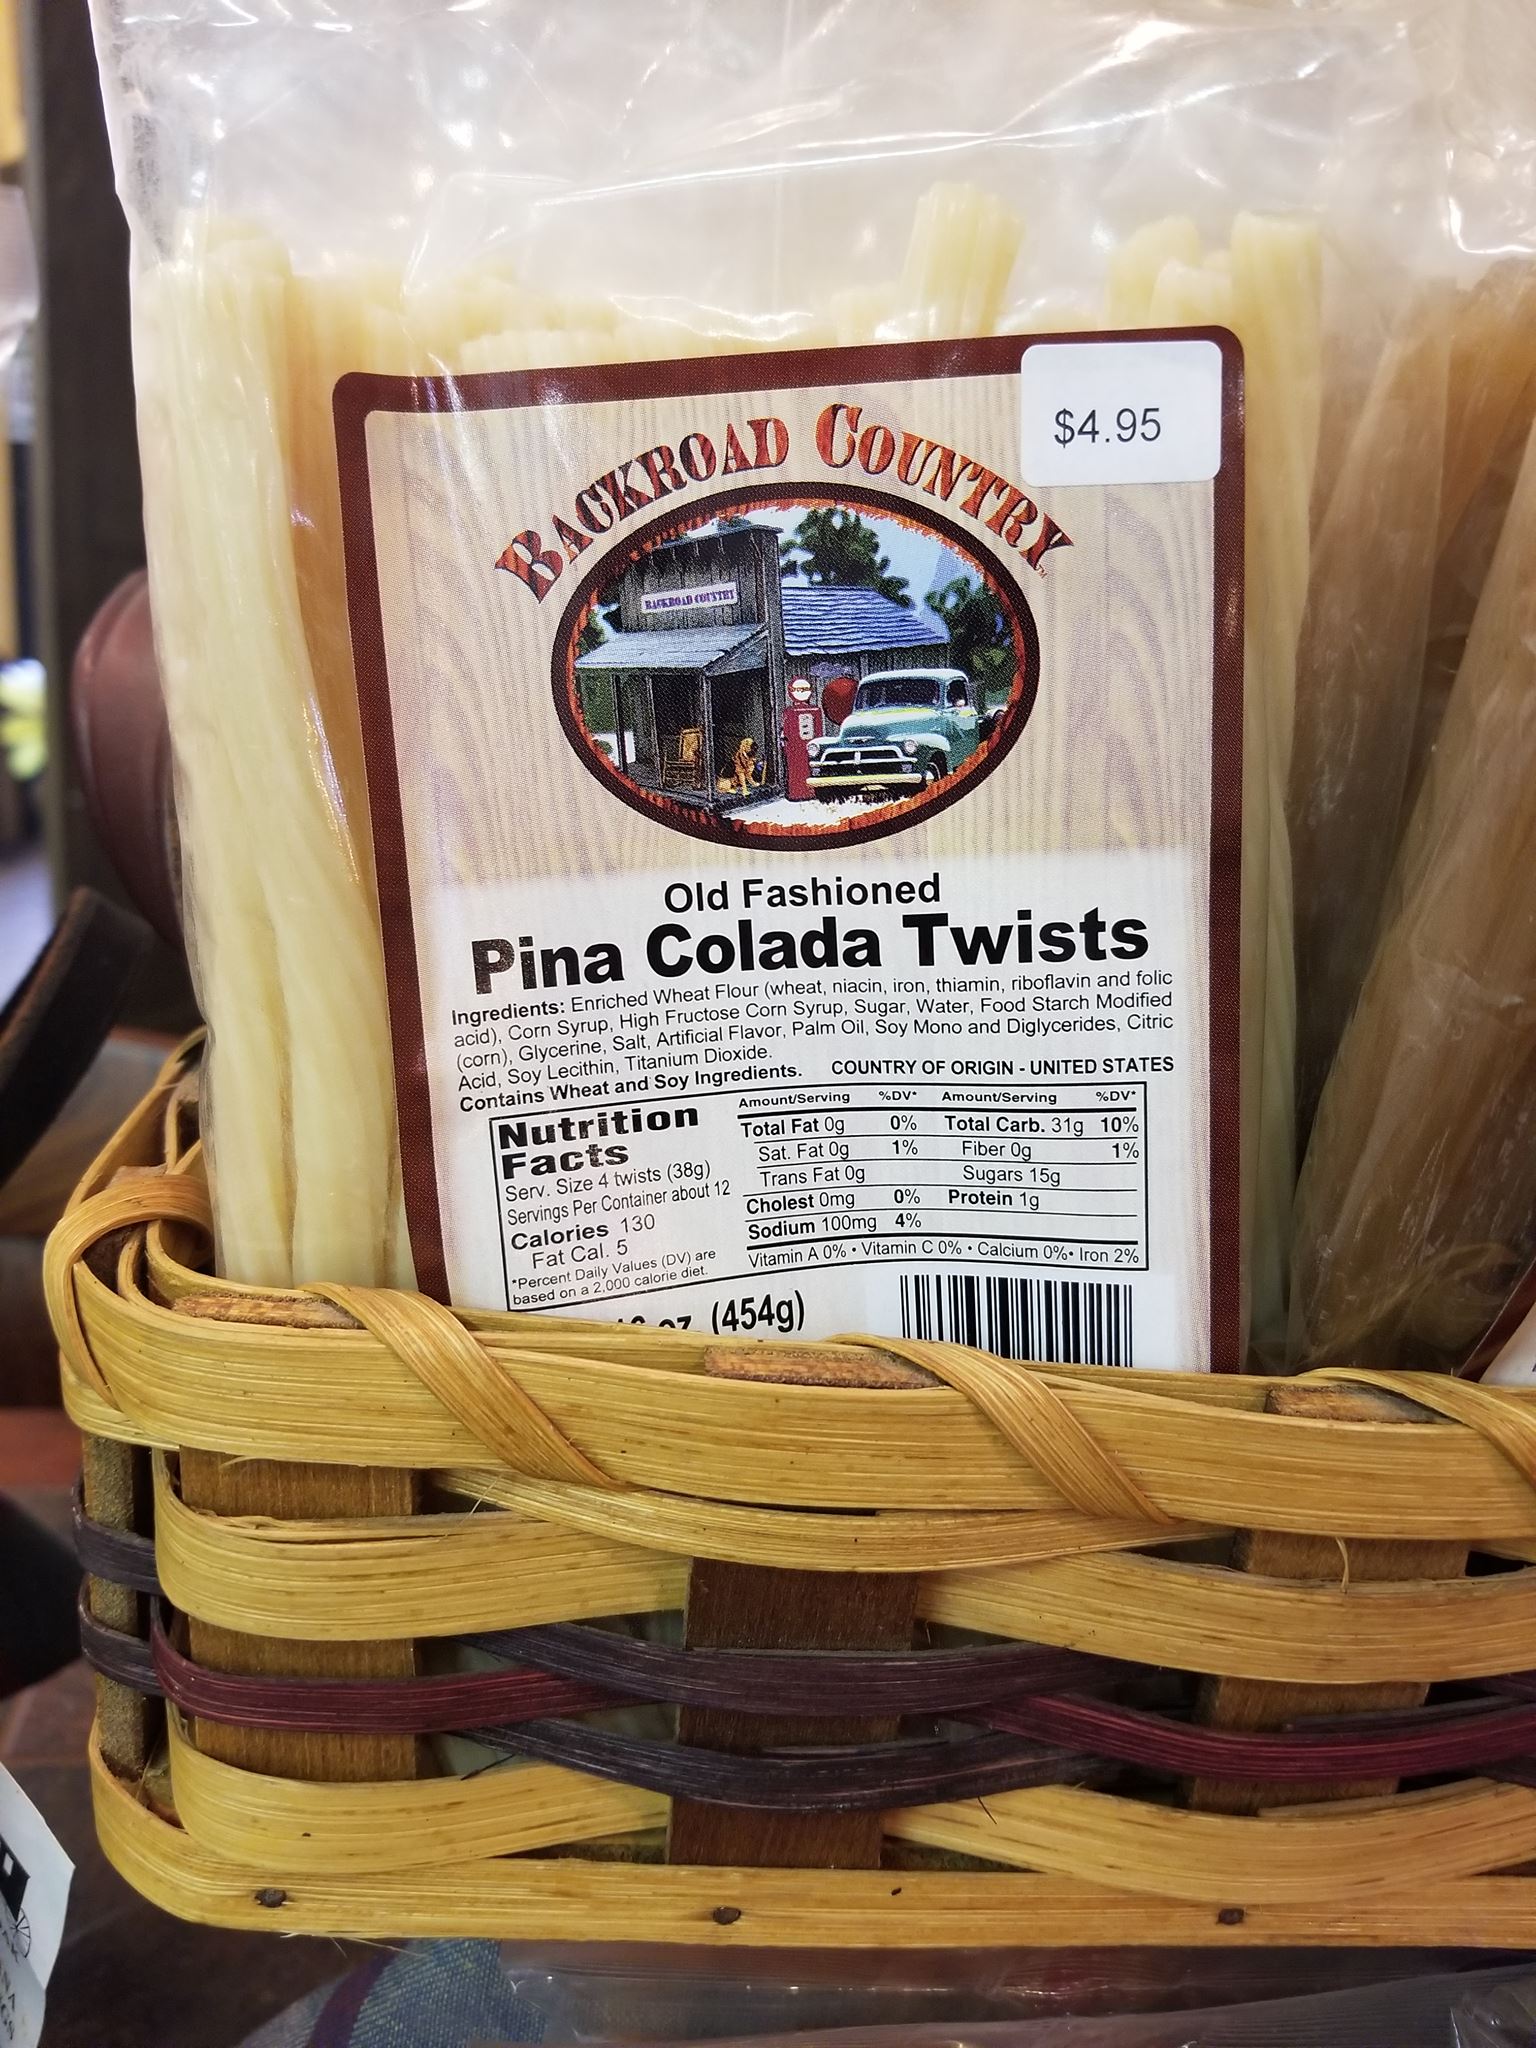 $4.95
BACKROAD COUNTRY™
BACKROAD COUNTRY
Old Fashioned
Pina Colada Twists
Ingredients: Enriched Wheat Flour (wheat, niacin, iron, thiamin, riboflavin and folic
acid), Corn Syrup, High Fructose Corn Syrup, Sugar, Water, Food Starch Modified
(corn), Glycerine, Salt, Artificial Flavor, Palm Oil, Soy Mono and Diglycerides, Citric
Acid, Soy Lecithin, Titanium Dioxide.
Contains Wheat and Soy Ingredients.
COUNTRY OF ORIGIN - UNITED STATES
Nutrition
Facts
Serv. Size 4 twists (38g)
Servings Per Container about 12
Calories 130
Fat Cal. 5
*Percent Daily Values (DV) are
based on a 2,000 calorie diet.
Amount/Serving %DV* Amount/Serving %DV*
Total Fat 0g 0% Total Carb. 31g 10%
Sat. Fat 0g 1% Fiber 0g 1%
Trans Fat 0g Sugars 15g
Cholest 0mg 0% Protein 1g
Sodium 100mg 4%
Vitamin A 0% • Vitamin C 0% • Calcium 0% • Iron 2%
oz. (454g)